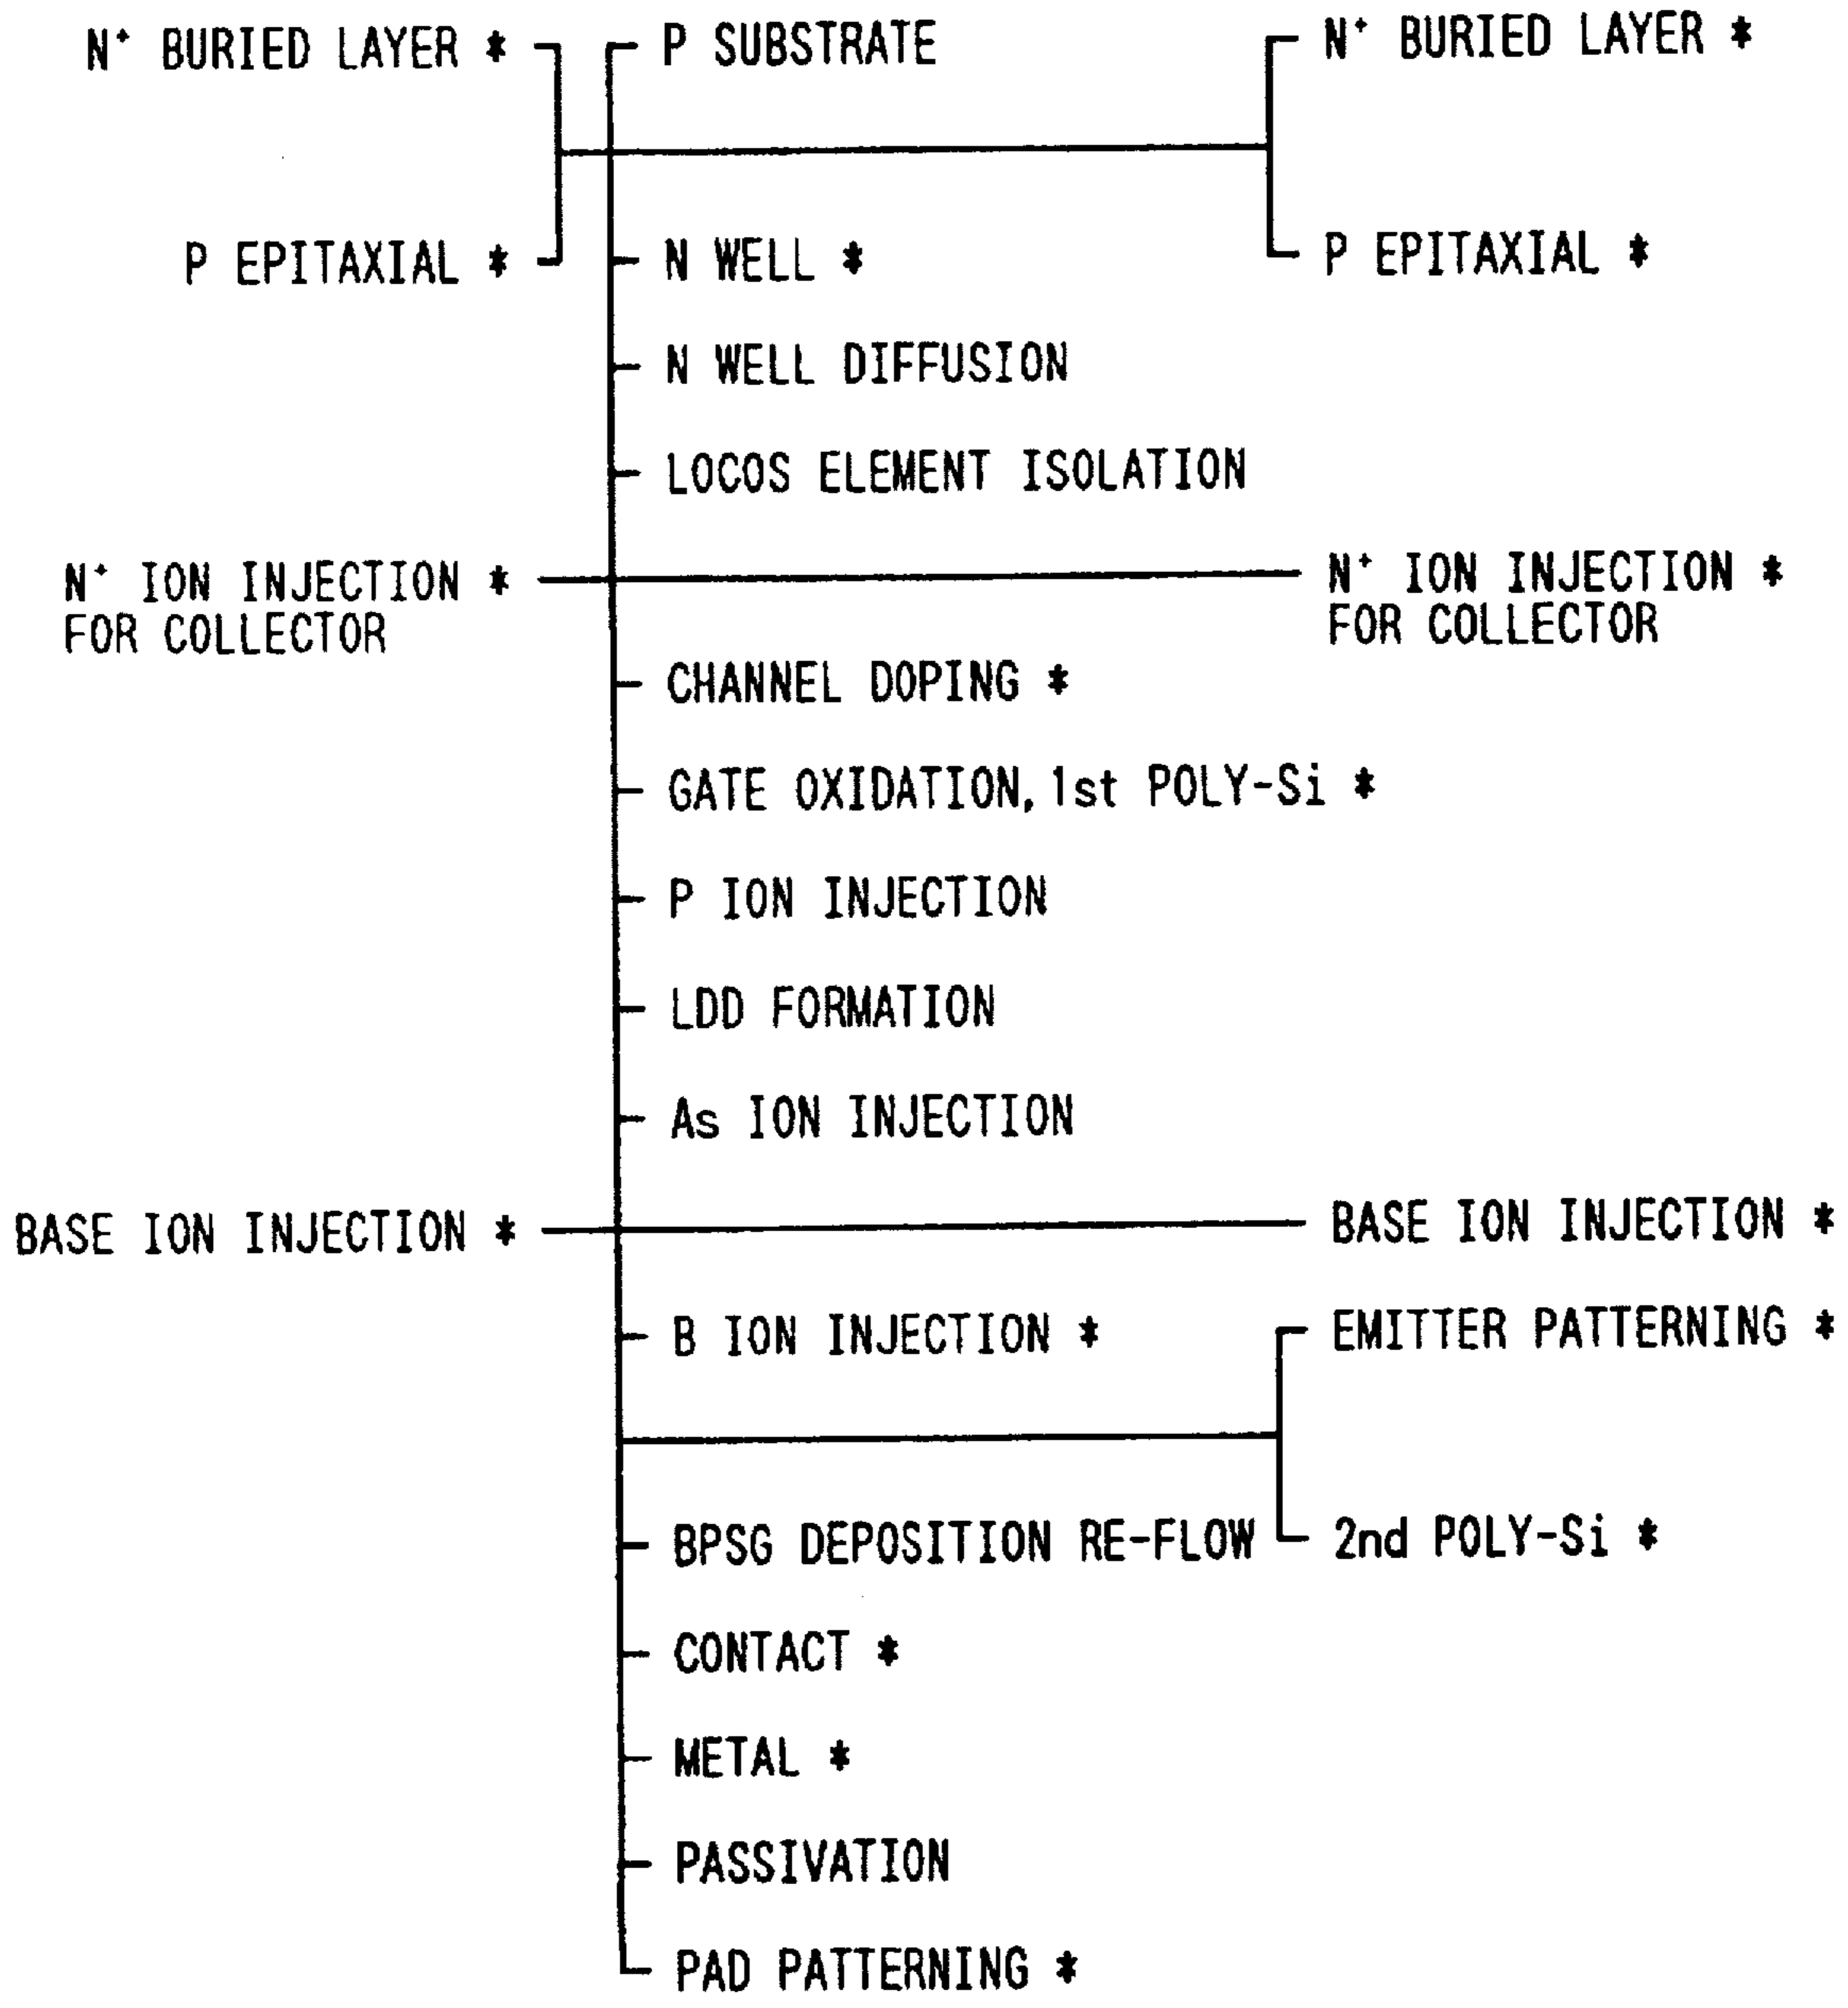 N⁺ BURIED LAYER *
P SUBSTRATE
N⁺ BURIED LAYER *
P EPITAXIAL *
N WELL *
P EPITAXIAL *
N WELL DIFFUSION
LOCOS ELEMENT ISOLATION
N⁺ ION INJECTION *
FOR COLLECTOR
N⁺ ION INJECTION *
FOR COLLECTOR
CHANNEL DOPING *
GATE OXIDATION, 1st POLY-Si *
P ION INJECTION
LDD FORMATION
As ION INJECTION
BASE ION INJECTION *
BASE ION INJECTION *
B ION INJECTION *
EMITTER PATTERNING *
BPSG DEPOSITION RE-FLOW
2nd POLY-Si *
CONTACT *
METAL *
PASSIVATION
PAD PATTERNING *